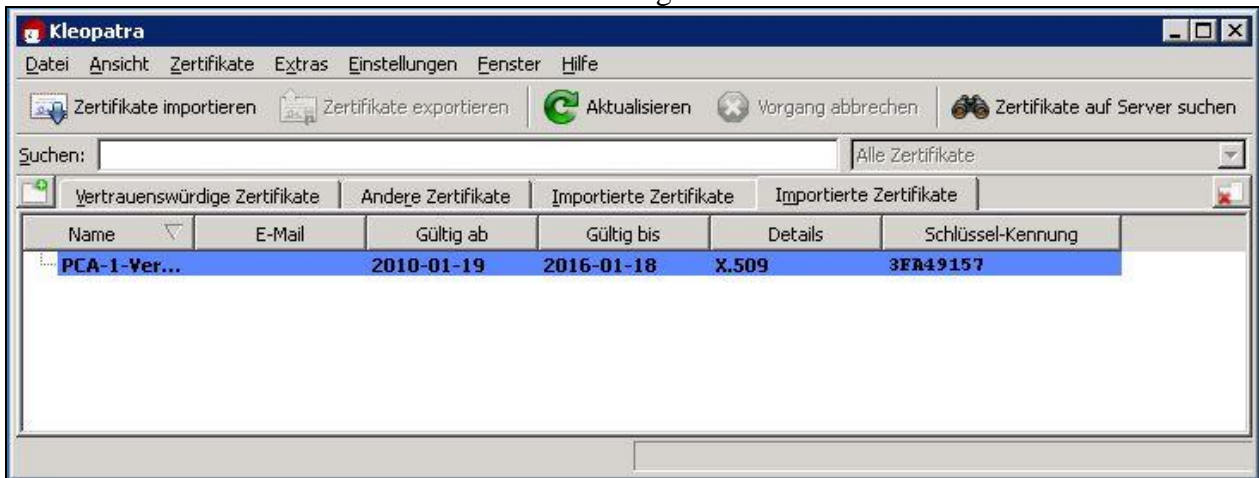 Kleopatra
Datei Ansicht Zertifikate Extras Einstellungen Fenster Hilfe
Zertifikate importieren Zertifikate exportieren Aktualisieren Vorgang abbrechen Zertifikate auf Server suchen
Suchen: Alle Zertifikate
Vertrauenswürdige Zertifikate Andere Zertifikate Importierte Zertifikate Importierte Zertifikate
Name E-Mail Gültig ab Gültig bis Details Schlüssel-Kennung
PCA-1-Ver... 2010-01-19 2016-01-18 X.509 3FA49157